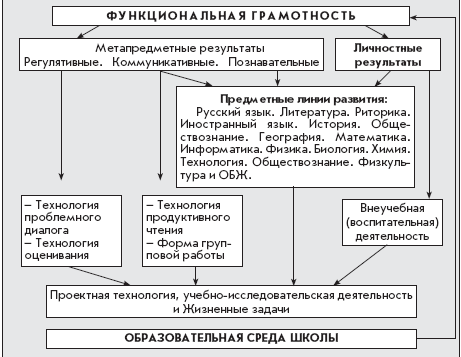 ФУНКЦИОНАЛЬНАЯ ГРАМОТНОСТЬ
Метапредметные результаты
Регулятивные. Коммуникативные. Познавательные
Личностные
результаты
Предметные линии развития:
Русский язык. Литература. Риторика.
Иностранный язык. История. Обще-
ствознание. География. Математика.
Информатика. Физика. Биология. Химия.
Технология. Обществознание. Физкуль-
тура и ОБЖ.
– Технология
проблемного
диалога
– Технология
оценивания
– Технология
продуктивного
чтения
– Форма груп-
повой работы
Внеучебная
(воспитательная)
деятельность
Проектная технология, учебно-исследовательская деятельность
и Жизненные задачи
ОБРАЗОВАТЕЛЬНАЯ СРЕДА ШКОЛЫ